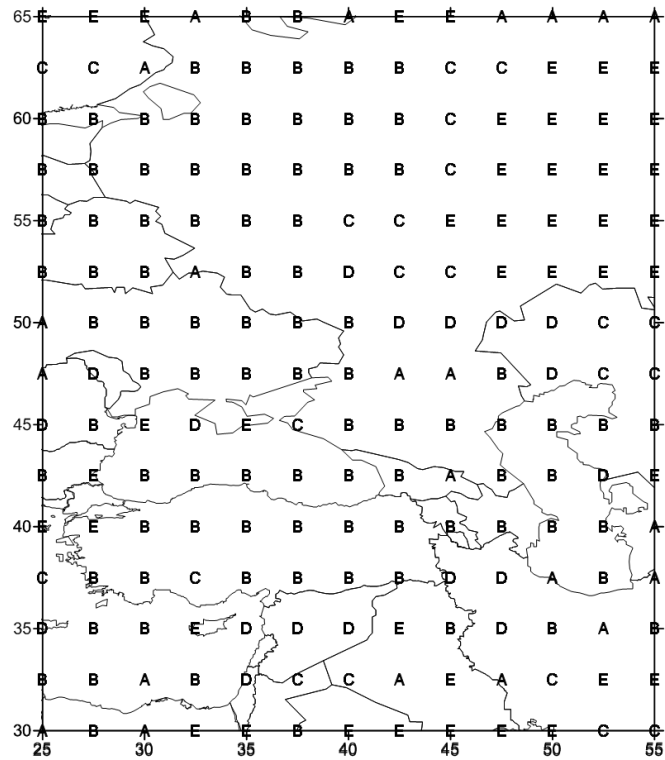 65 E E E A B B A E E A A A A
C C A B B B B B C C E E E
60 B B B B B B B B C E E E E
B B B B B B B B C E E E E
55 B B B B B B C C E E E E E
B B B A B B D C C E E E E
50 A B B B B B B D D D D C C
A D B B B B B A A B D C C
45 D B E D E C B B B B B B B
B E B B B B B B A B B D E
40 E E B B B B B B B B B B A
C B B C B B B B D D A B A
35 D B B E D D D E B D B A B
B B A B D C C A E A C E E
30 A B A E E B B E E E E C C
25 30 35 40 45 50 55